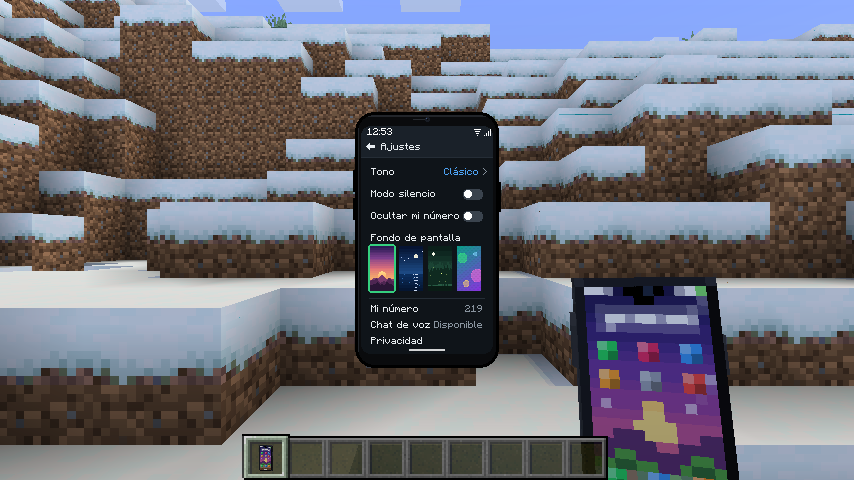 12:53
Ajustes
Tono Clásico
Modo silencio
Ocultar mi número
Fondo de pantalla
Mi número 219
Chat de voz Disponible
Privacidad